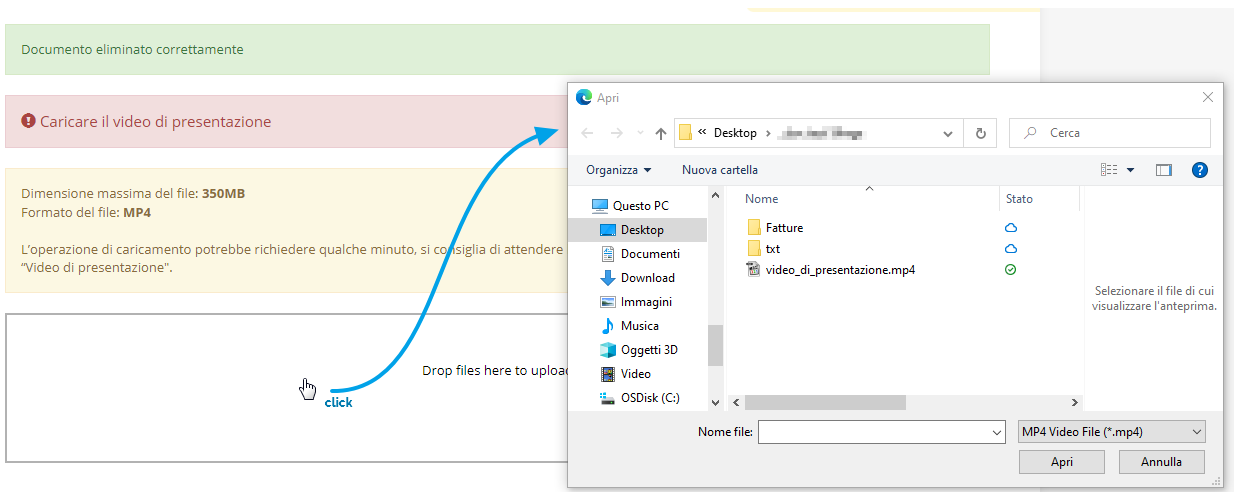 Documento eliminato correttamente
Caricare il video di presentazione
Dimensione massima del file: 350MB
Formato del file: MP4
L'operazione di caricamento potrebbe richiedere qualche minuto, si consiglia di attendere
“Video di presentazione".
Drop files here to upload
click
Apri
« Desktop ›
Cerca
Organizza
Nuova cartella
Questo PC
Desktop
Documenti
Download
Immagini
Musica
Oggetti 3D
Video
OSDisk (C:)
Nome
Stato
Fatture
txt
video_di_presentazione.mp4
Selezionare il file di cui
visualizzare l'anteprima.
Nome file:
MP4 Video File (*.mp4)
Apri
Annulla